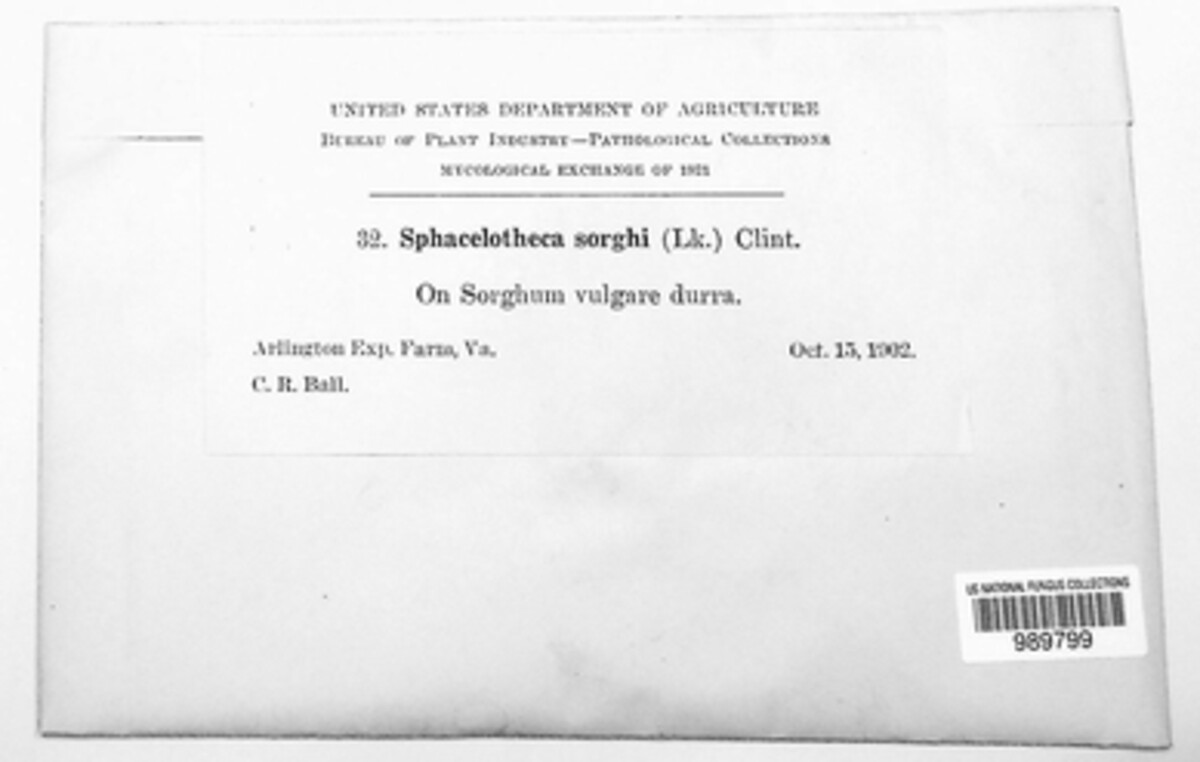 UNITED STATES DEPARTMENT OF AGRICULTURE
BUREAU OF PLANT INDUSTRY—PATHOLOGICAL COLLECTIONS
MYCOLOGICAL EXCHANGE OF 1921
32. Sphacelotheca sorghi (Lk.) Clint.
On Sorghum vulgare durra.
Arlington Exp. Farm, Va. Oct. 15, 1902.
C. R. Ball.
US NATIONAL FUNGUS COLLECTIONS
989799